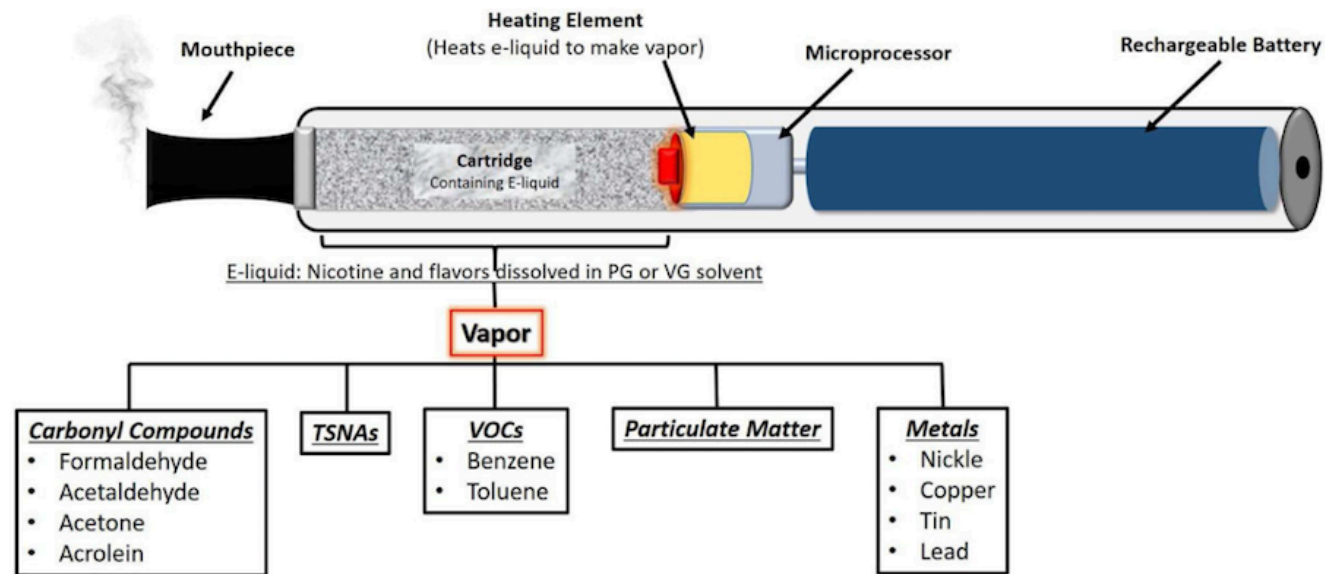 Heating Element
(Heats e-liquid to make vapor)
Mouthpiece
Microprocessor
Rechargeable Battery
Cartridge
Containing E-liquid
E-liquid: Nicotine and flavors dissolved in PG or VG solvent
Vapor
Carbonyl Compounds
• Formaldehyde
• Acetaldehyde
• Acetone
• Acrolein
TSNAs
VOCs
• Benzene
• Toluene
Particulate Matter
Metals
• Nickle
• Copper
• Tin
• Lead